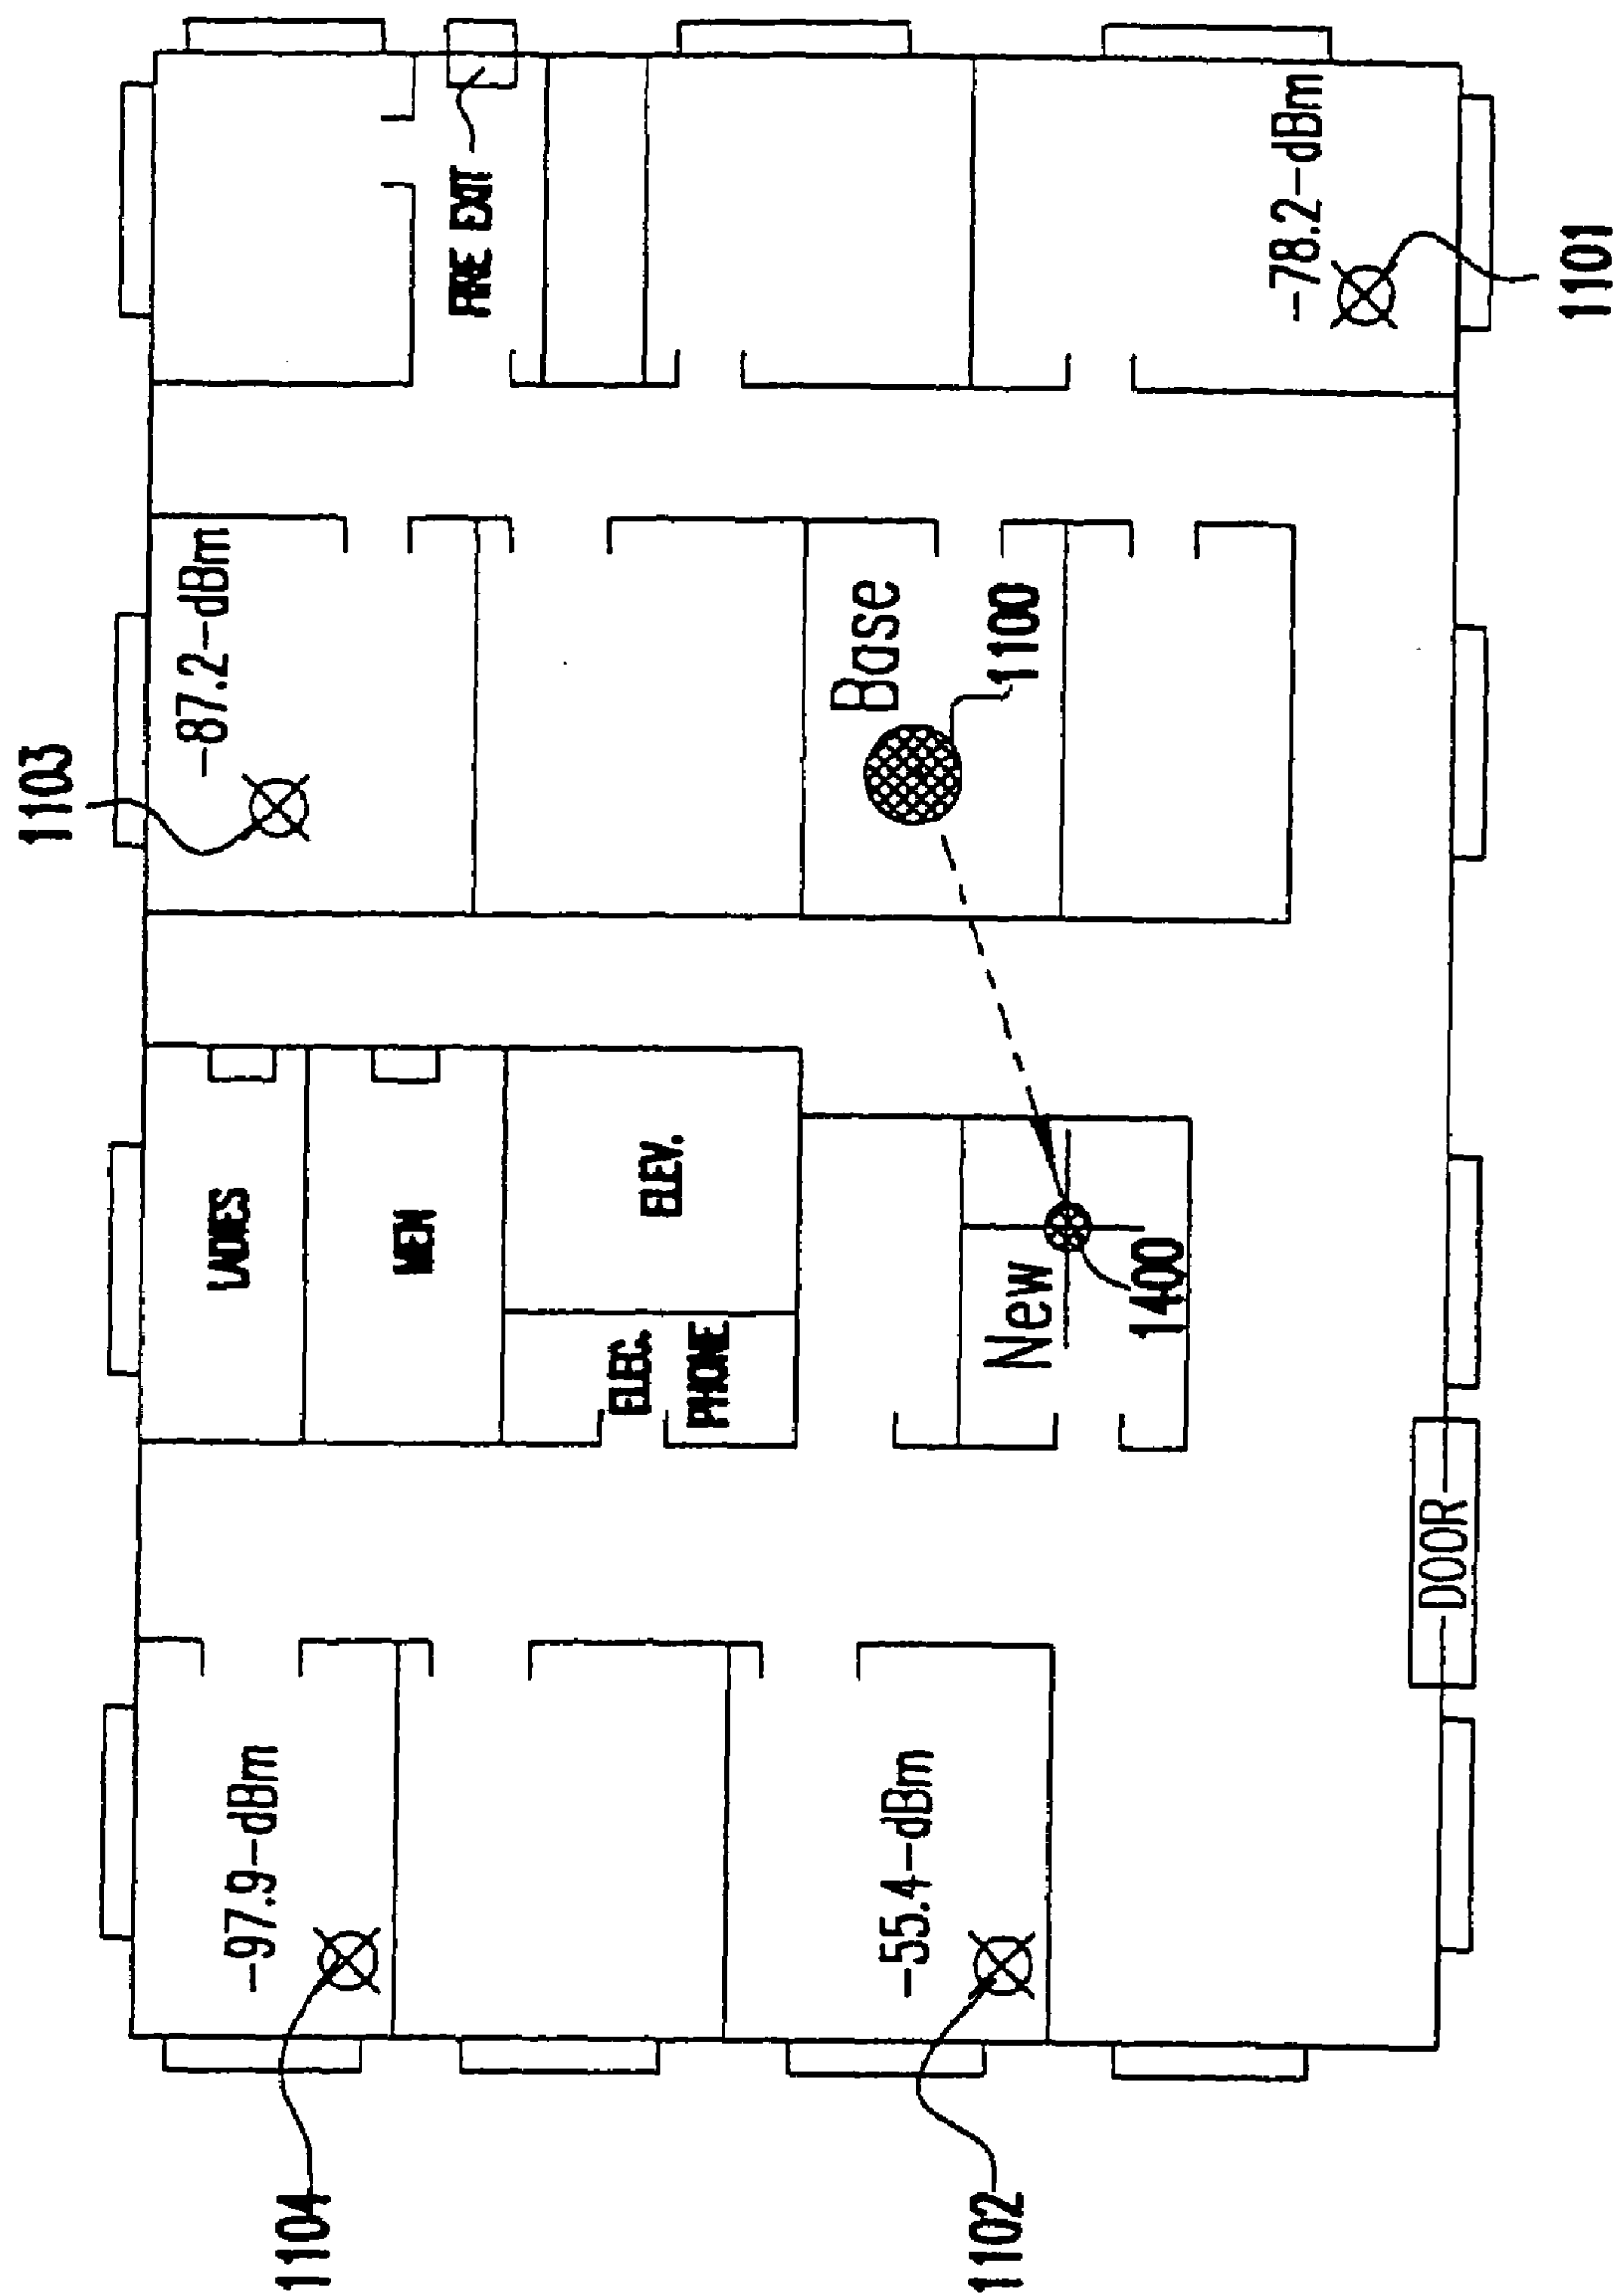 1103
1104
-97.9-dBm
LADIES
-87.2-dBm
MEN
FIRE EXIT
ELEC.
PHONE
ELEV.
Base
-55.4-dBm
1102
New
1400
1100
-78.2-dBm
DOOR
1101